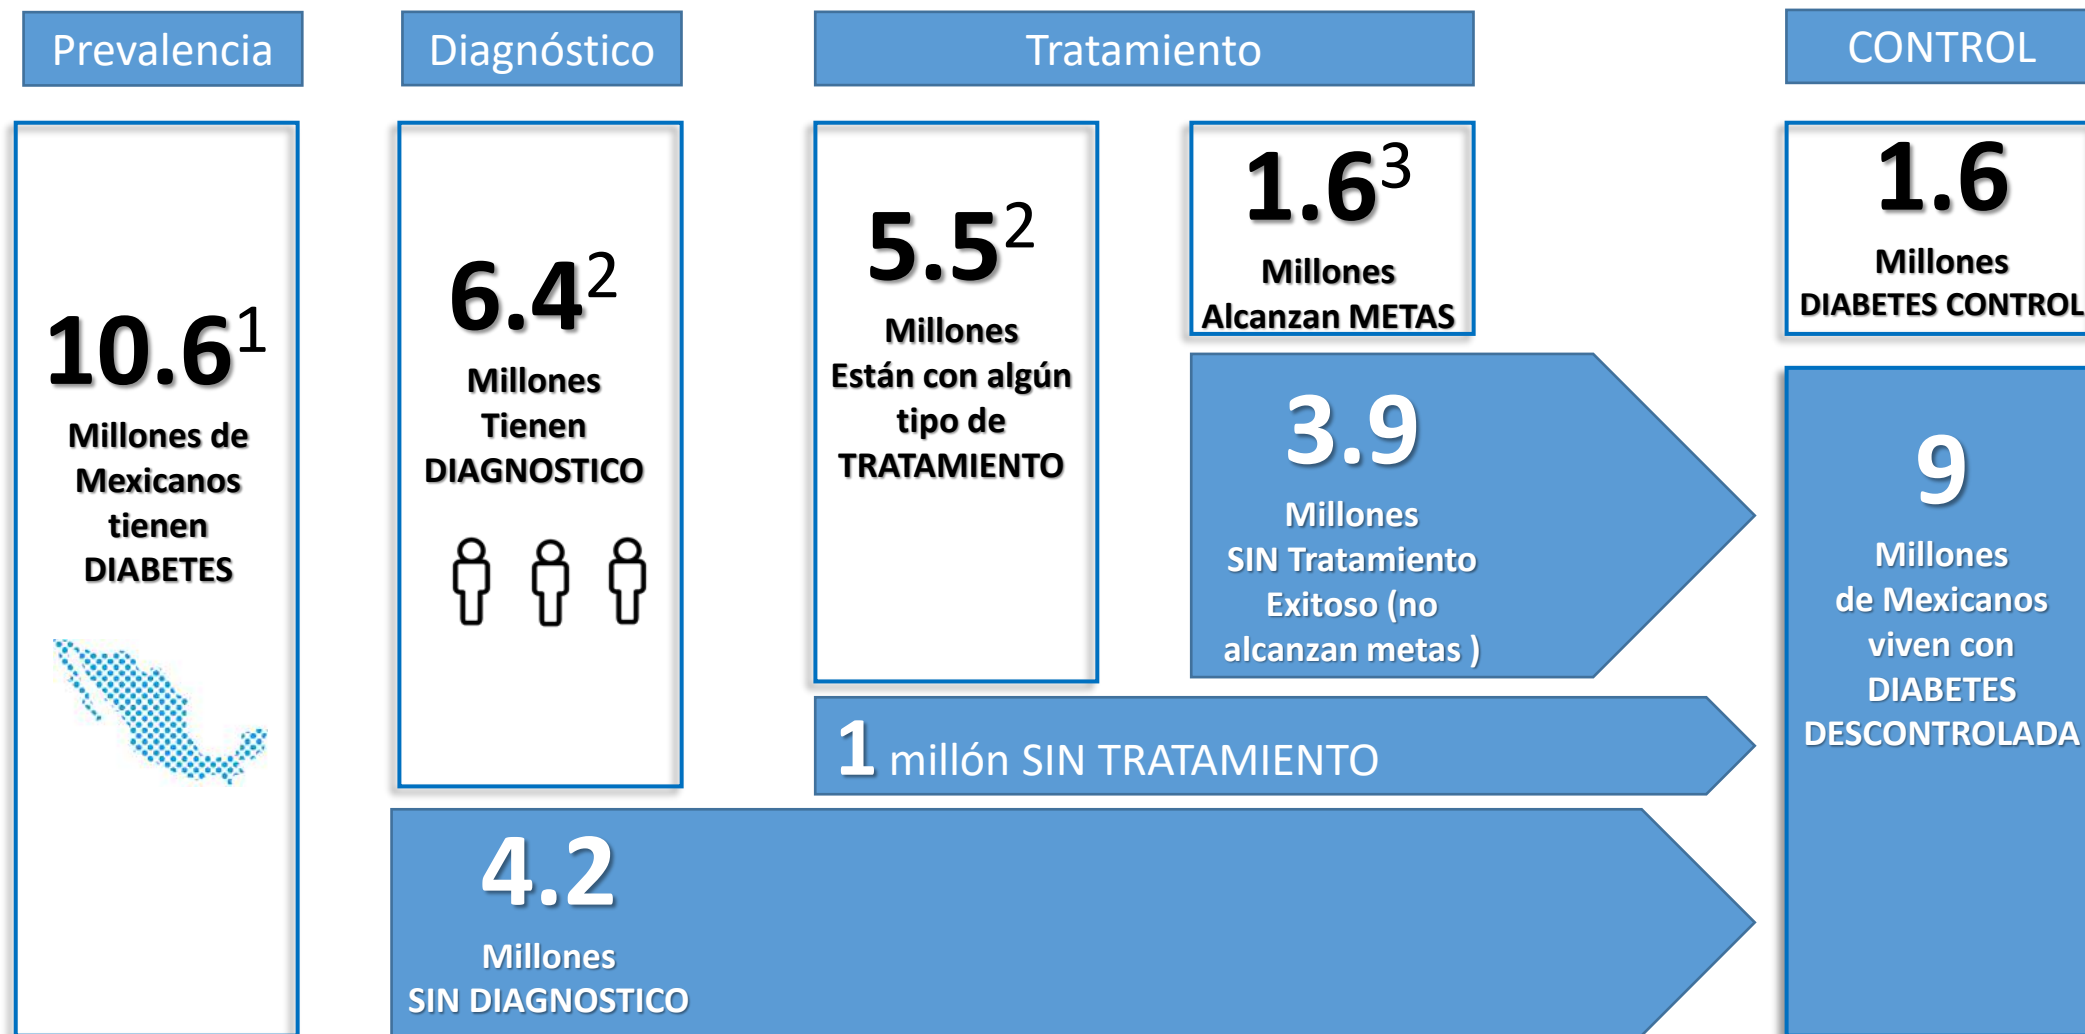 Prevalencia
Diagnóstico
Tratamiento
CONTROL
10.6¹
Millones de
Mexicanos
tienen
DIABETES
6.4²
Millones
Tienen
DIAGNOSTICO
5.5²
Millones
Están con algún
tipo de
TRATAMIENTO
1.6³
Millones
Alcanzan METAS
3.9
Millones
SIN Tratamiento
Exitoso (no
alcanzan metas )
1 millón SIN TRATAMIENTO
4.2
Millones
SIN DIAGNOSTICO
1.6
Millones
DIABETES CONTROL
9
Millones
de Mexicanos
viven con
DIABETES
DESCONTROLADA